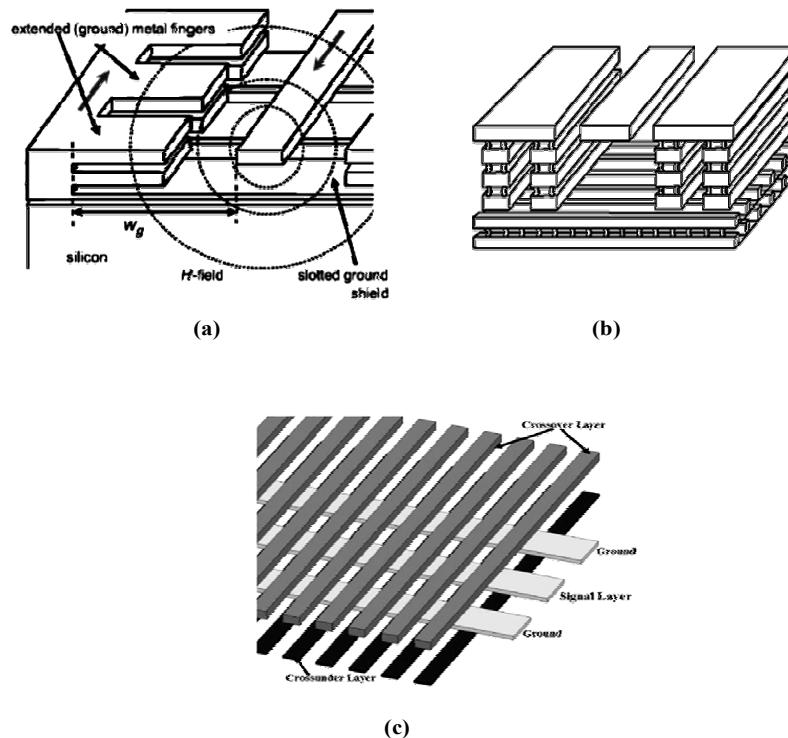 extended (ground) metal fingers
Wg
silicon
H-field
slotted ground
shield
(a)
(b)
Crossover Layer
Ground
Signal Layer
Ground
Crossunder Layer
(c)